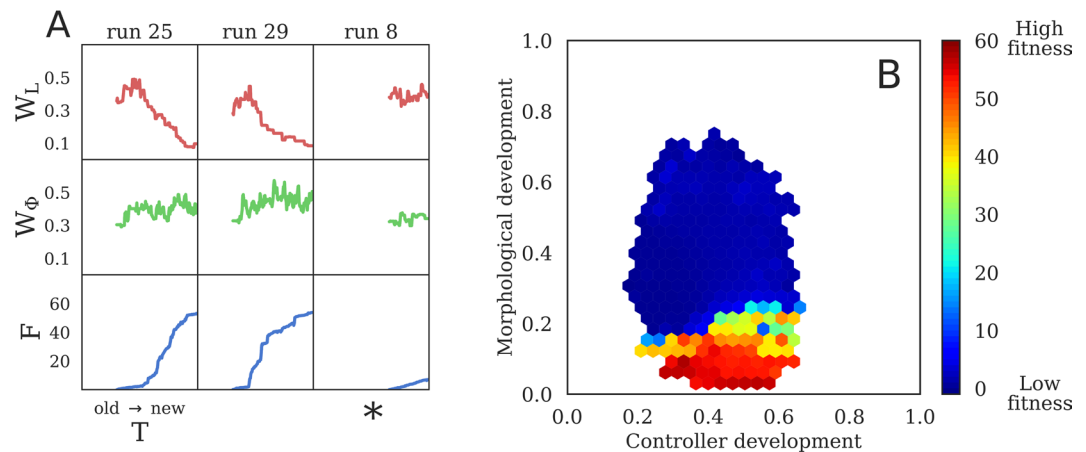 A
run 25 run 29 run 8
W_L
0.5
0.3
0.1
W_Φ
0.5
0.3
0.1
F
60
40
20
old → new
T
*
B
Morphological development
1.0
0.8
0.6
0.4
0.2
0.0
0.0 0.2 0.4 0.6 0.8 1.0
Controller development
60
50
40
30
20
10
0
High
fitness
Low
fitness